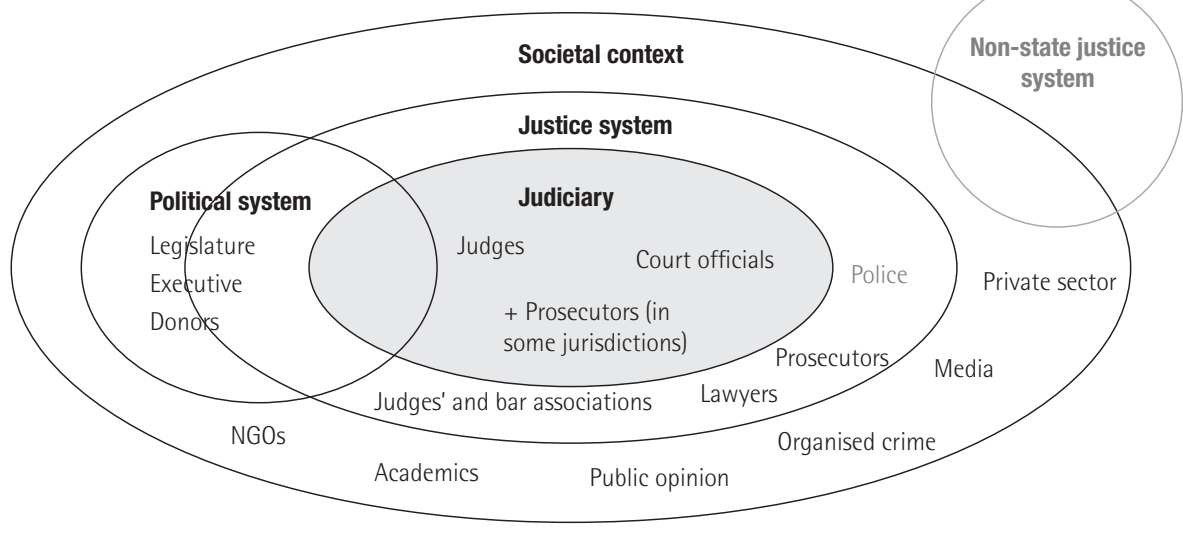 Societal context
Non-state justice
system
Justice system
Political system
Judiciary
Legislature
Judges
Court officials
Executive
Police
Private sector
Donors
+ Prosecutors (in
some jurisdictions)
Prosecutors
Media
Judges’ and bar associations
Lawyers
NGOs
Organised crime
Academics
Public opinion